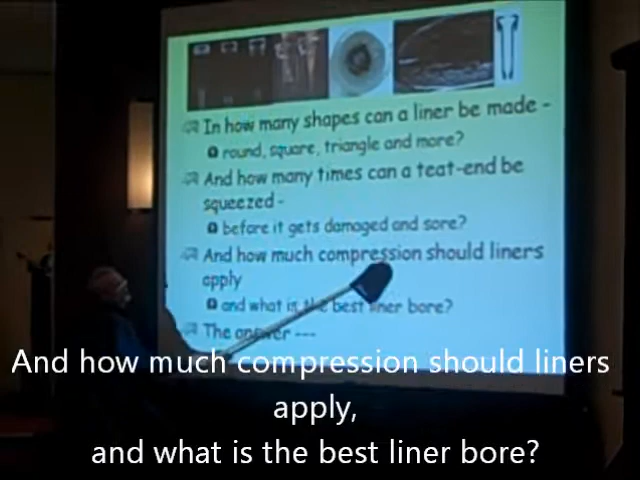 In how many shapes can a liner be made -
round, square, triangle and more?
And how many times can a teat-end be
squeezed -
before it gets damaged and sore?
And how much compression should liners
apply
and what is the best liner bore?
The answer ---
And how much compression should liners
apply,
and what is the best liner bore?